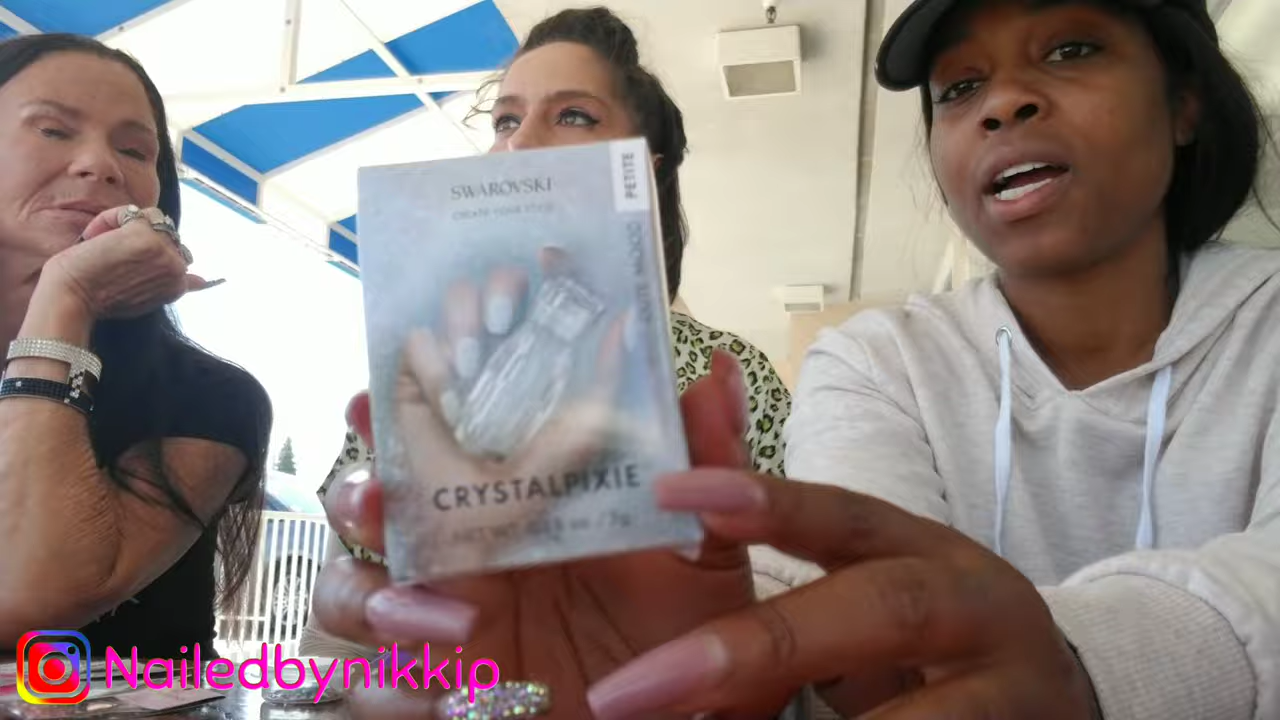 PETITE
SWAROVSKI
CREATE YOUR STYLE
CRYSTALPIXIE
Nailedbynikkip